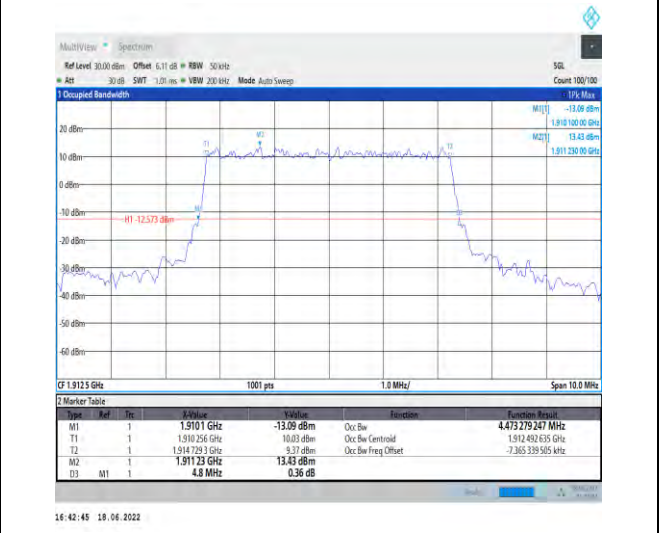 MultiView Spectrum
Ref Level 30.00 dBm Offset 6.11 dB RBW 50 kHz SGL
Att 30 dB SWT 1.01 ms VBW 200 kHz Mode Auto Sweep Count 100/100
1 Occupied Bandwidth 1Pk Max
M1[1] -13.09 dBm
1.910 100 00 GHz
M2[1] 13.43 dBm
1.911 230 00 GHz
20 dBm
T1 M2 T2
10 dBm
0 dBm
-10 dBm
M1 D3
H1 -12.573 dBm
-20 dBm
-30 dBm
-40 dBm
-50 dBm
-60 dBm
CF 1.912 5 GHz 1001 pts 1.0 MHz/ Span 10.0 MHz
2 Marker Table
Type Ref Trc X-Value Y-Value Function Function Result
M1 1 1.9101 GHz -13.09 dBm Occ Bw 4.473 279 247 MHz
T1 1 1.910 256 GHz 10.03 dBm Occ Bw Centroid 1.912 492 635 GHz
T2 1 1.914 729 3 GHz 9.37 dBm Occ Bw Freq Offset -7.365 339 505 kHz
M2 1 1.911 23 GHz 13.43 dBm
D3 M1 1 4.8 MHz 0.36 dB
16:42:45 18.06.2022